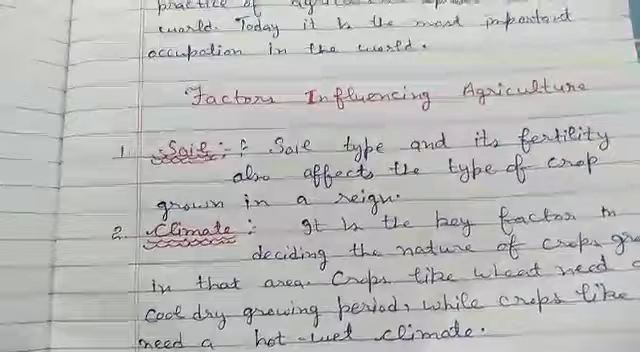 practice of
world. Today it is the most important
occupation in the world.
Factors Influencing Agriculture
1. Soil :- : Soil type and its fertility
also affects the type of crop
grown in a reign.
2. Climate : It is the key factor in
deciding the nature of crops
in that area. Crops like wheat need
cool dry growing period, while crops like
need a hot-wet climate.